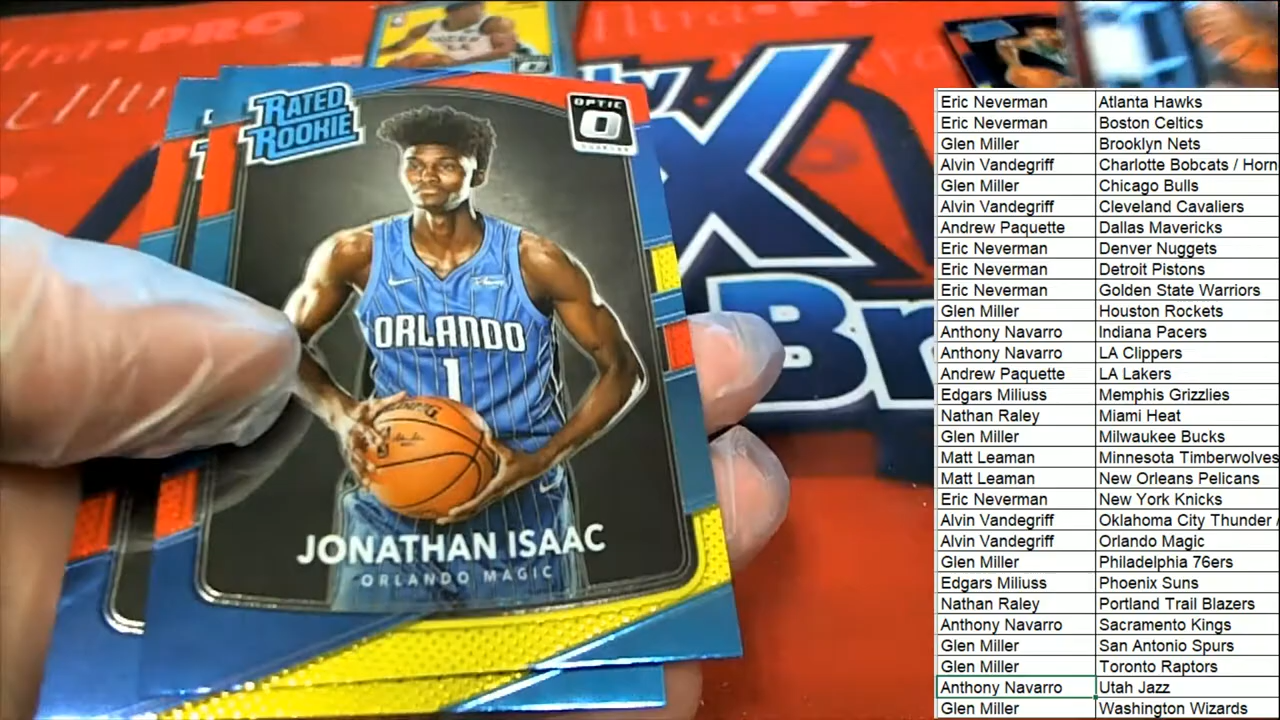 Ultra•PRO
RATED
ROOKIE
OPTIC
ORLANDO
1
JONATHAN ISAAC
ORLANDO MAGIC
X
Br
Eric Neverman Atlanta Hawks
Eric Neverman Boston Celtics
Glen Miller Brooklyn Nets
Alvin Vandegriff Charlotte Bobcats / Horn
Glen Miller Chicago Bulls
Alvin Vandegriff Cleveland Cavaliers
Andrew Paquette Dallas Mavericks
Eric Neverman Denver Nuggets
Eric Neverman Detroit Pistons
Eric Neverman Golden State Warriors
Glen Miller Houston Rockets
Anthony Navarro Indiana Pacers
Anthony Navarro LA Clippers
Andrew Paquette LA Lakers
Edgars Miliuss Memphis Grizzlies
Nathan Raley Miami Heat
Glen Miller Milwaukee Bucks
Matt Leaman Minnesota Timberwolves
Matt Leaman New Orleans Pelicans
Eric Neverman New York Knicks
Alvin Vandegriff Oklahoma City Thunder
Alvin Vandegriff Orlando Magic
Glen Miller Philadelphia 76ers
Edgars Miliuss Phoenix Suns
Nathan Raley Portland Trail Blazers
Anthony Navarro Sacramento Kings
Glen Miller San Antonio Spurs
Glen Miller Toronto Raptors
Anthony Navarro Utah Jazz
Glen Miller Washington Wizards